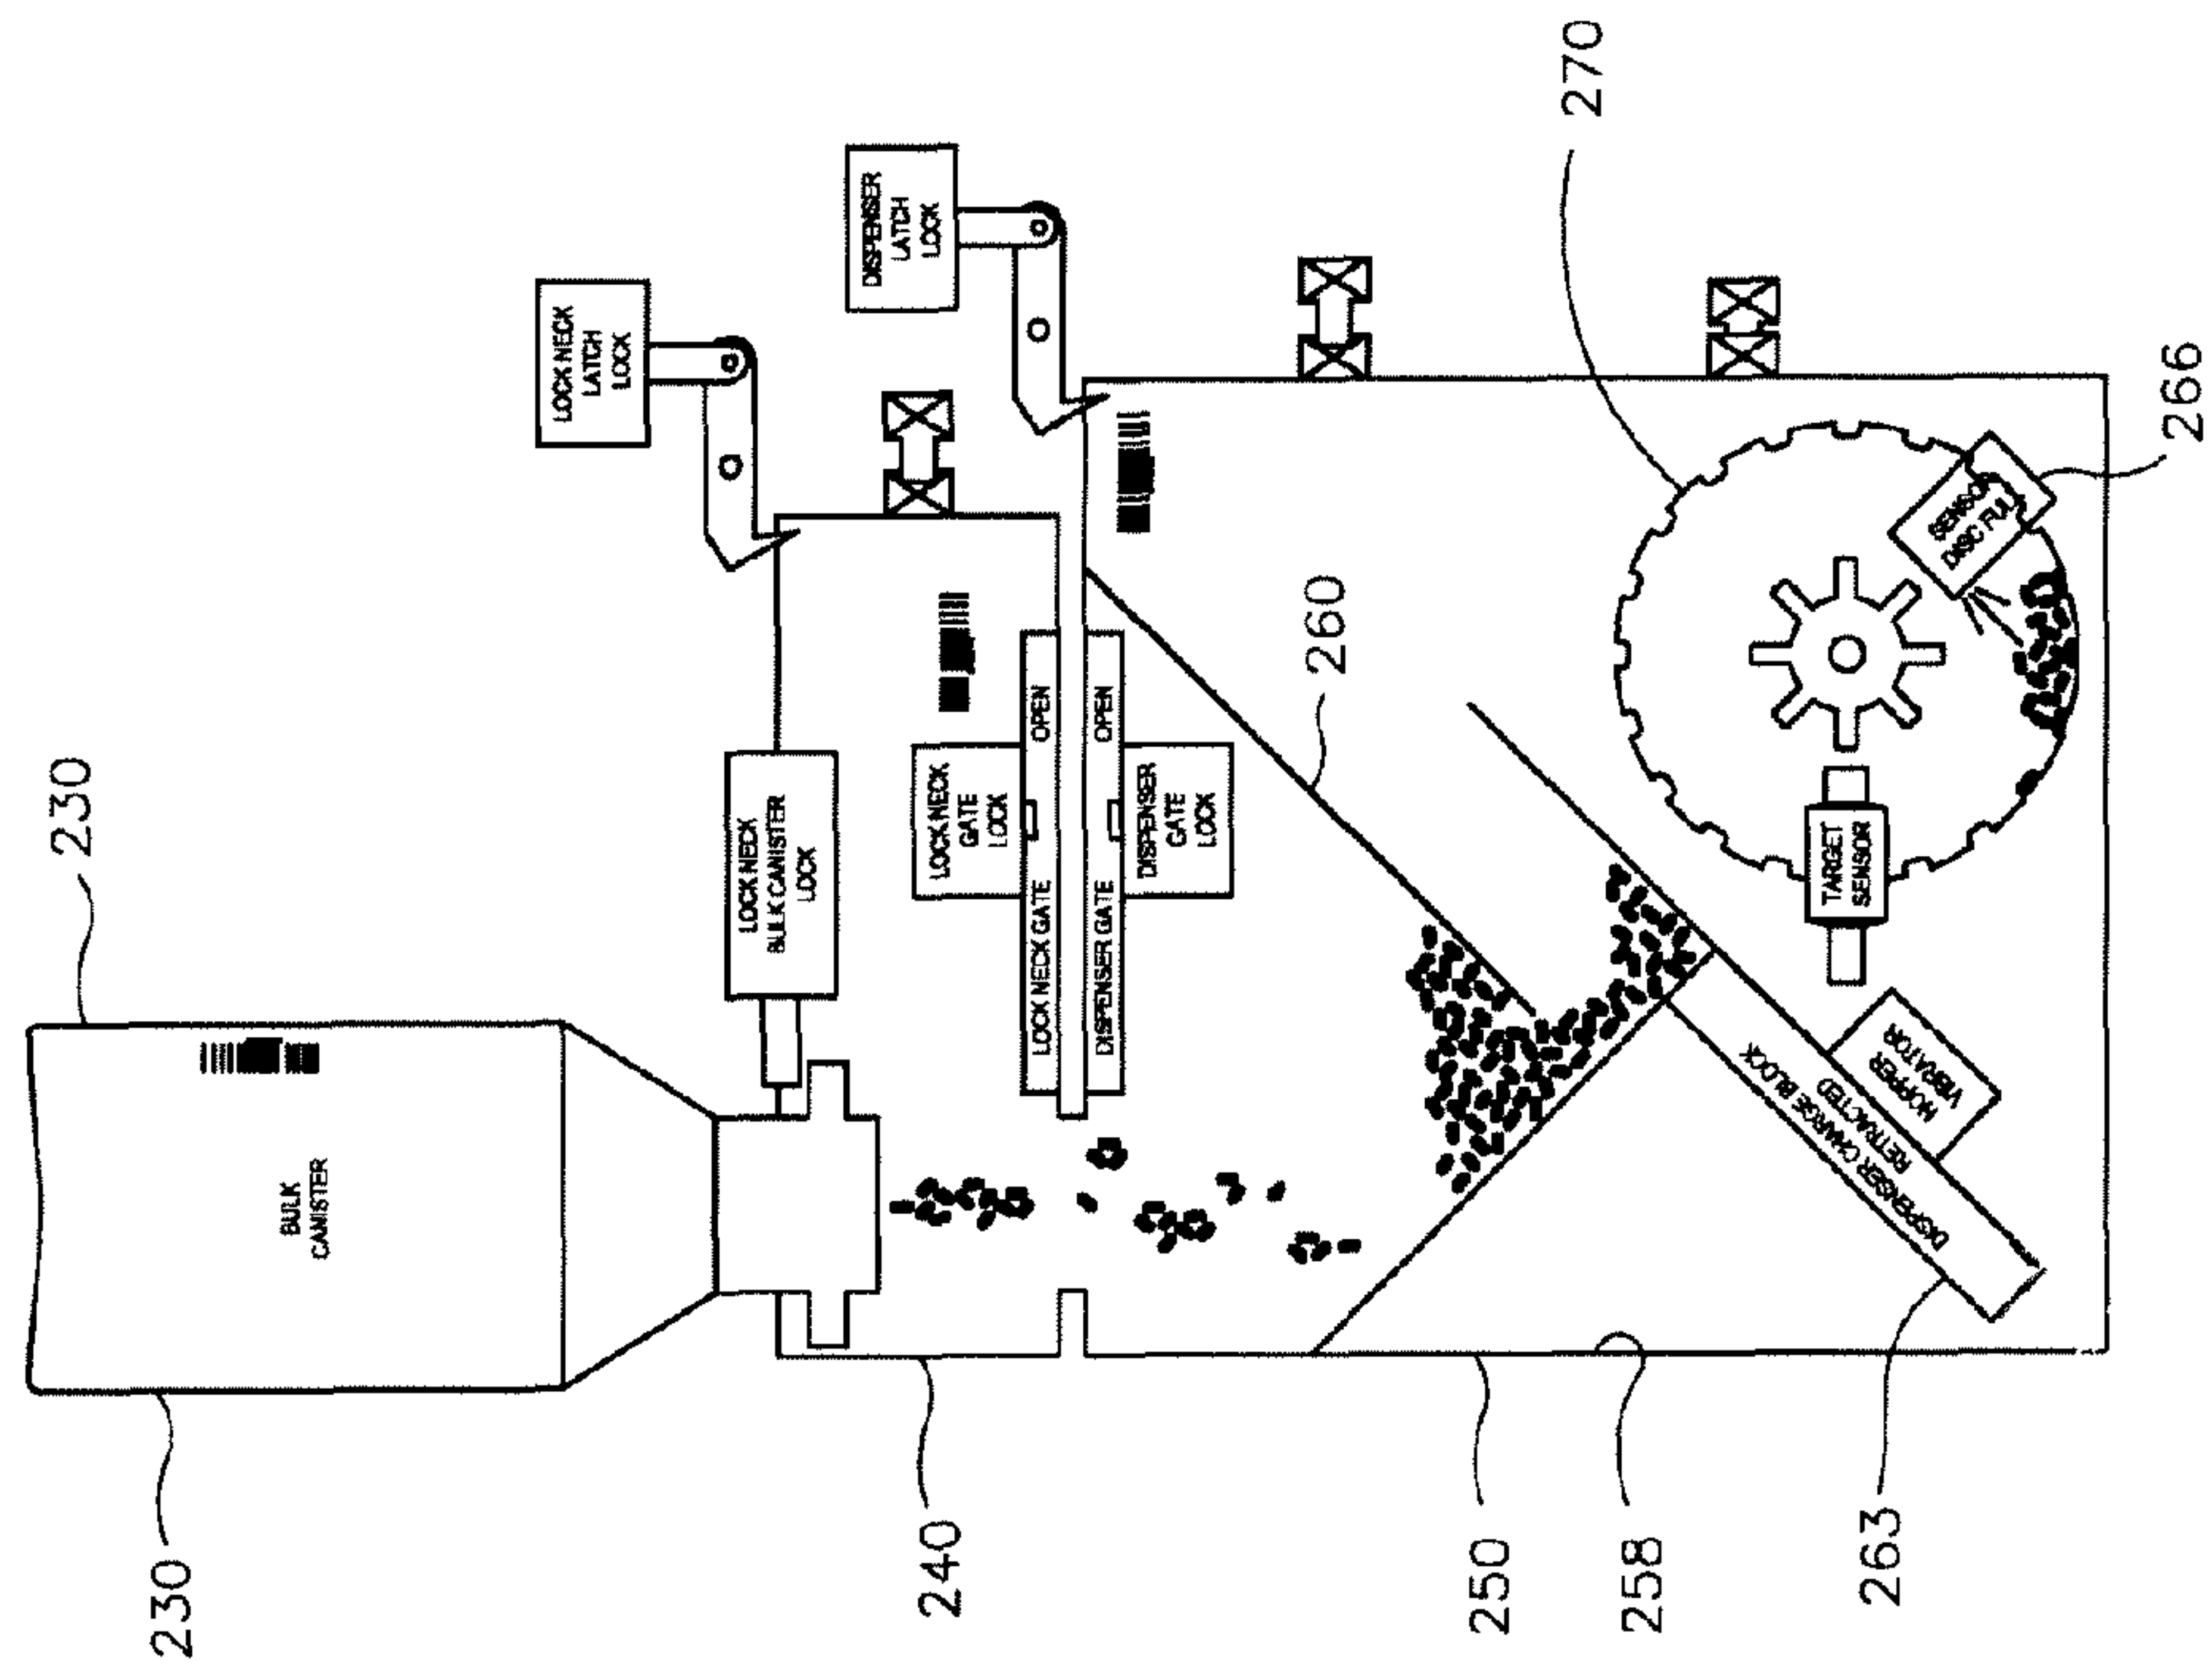 230
230
BULK
CANISTER
LOCK NECK
LATCH
LOCK
DISPENSER
LATCH
LOCK
LOCK NECK
BULK CANISTER
LOCK
240
LOCK NECK
GATE
LOCK
LOCK NECK GATE
OPEN
DISPENSER GATE
OPEN
DISPENSER
GATE
LOCK
260
250
258
263
DISPENSER CHARGE BLOCK
RETRACTED
HOPPER
VIBRATOR
TARGET
SENSOR
SENSOR
DISC FULL
270
266